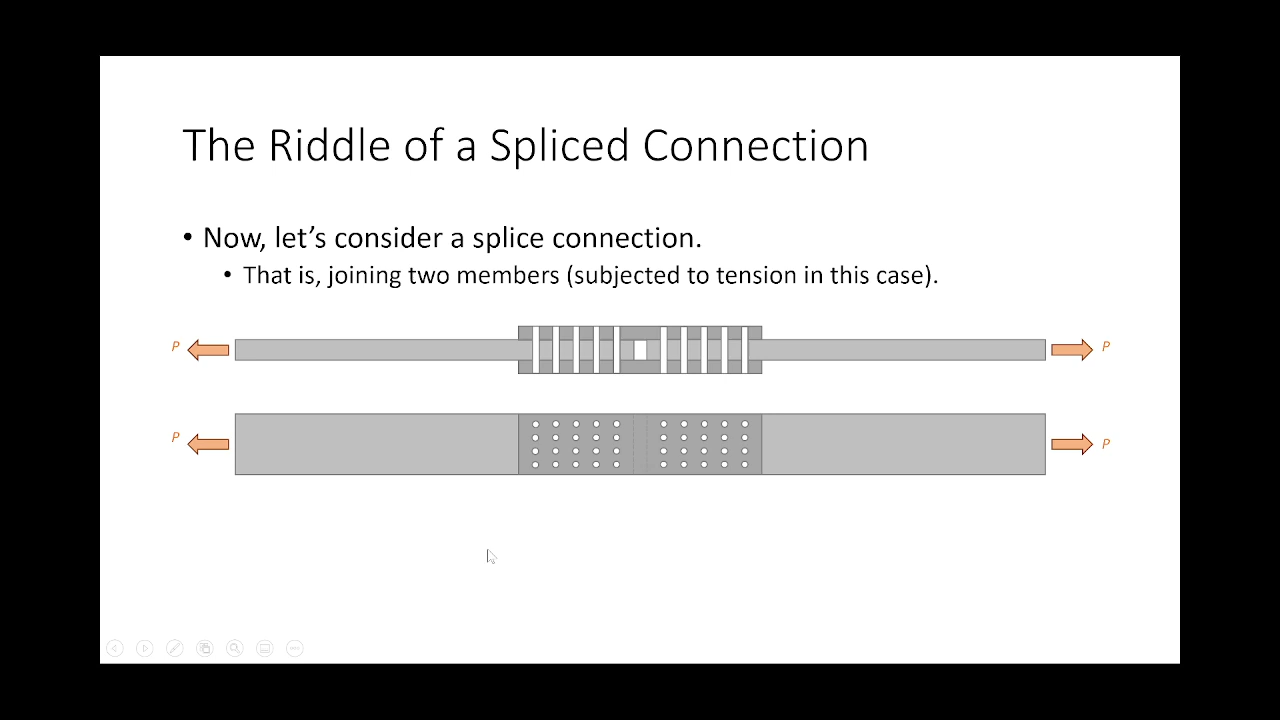 The Riddle of a Spliced Connection
• Now, let’s consider a splice connection.
• That is, joining two members (subjected to tension in this case).
P P
P P